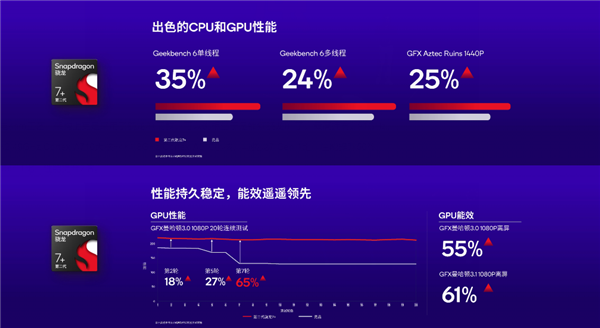 出色的CPU和GPU性能
Snapdragon
骁龙
7+
第二代
Geekbench 6单线程
35%
Geekbench 6多线程
24%
GFX Aztec Ruins 1440P
25%
第二代骁龙7+
竞品
性能持久稳定，能效遥遥领先
Snapdragon
骁龙
7+
第二代
GPU性能
GFX曼哈顿3.0 1080P 20轮连续测试
第2轮
18%
第5轮
27%
第7轮
65%
1 2 3 4 5 6 7 8 9 10 11 12 13 14 15 16 17 18 19 20
第二代骁龙7+
竞品
GPU能效
GFX曼哈顿3.0 1080P离屏
55%
GFX曼哈顿3.1 1080P离屏
61%